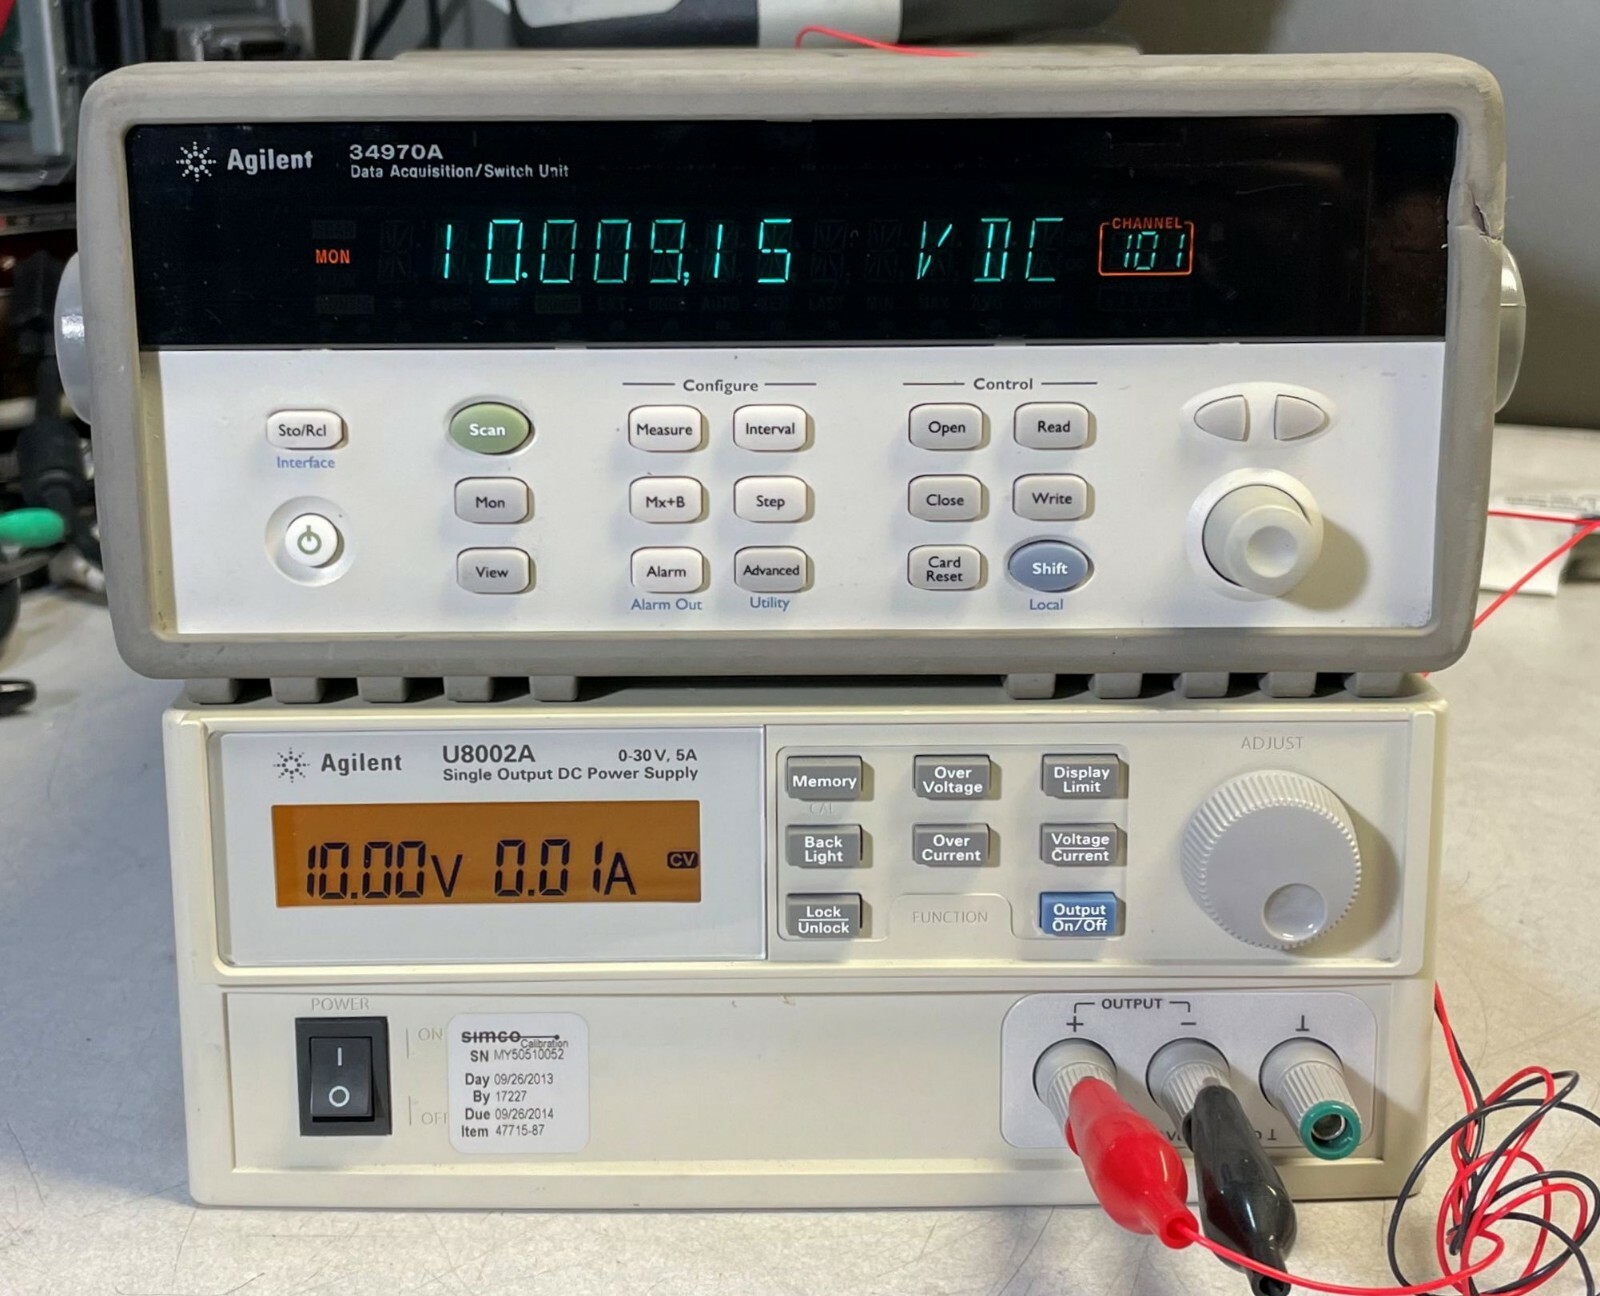 Agilent 34970A
Data Acquisition/Switch Unit
MON 10.009,15 VDC CHANNEL 101
Configure Control
Sto/Rcl Scan Measure Interval Open Read
Interface
Mon Mx+B Step Close Write
View Alarm Advanced Card Reset Shift
Alarm Out Utility Local
Agilent U8002A 0-30V, 5A
Single Output DC Power Supply
10.00V 0.01A CV
ADJUST
Memory Over Voltage Display Limit
CAL
Back Light Over Current Voltage Current
Lock Unlock FUNCTION Output On/Off
POWER
ON
OFF
I
O
simco Calibration
SN MY50510052
Day 09/26/2013
By 17227
Due 09/26/2014
Item 47715-87
OUTPUT
+ − ⊥